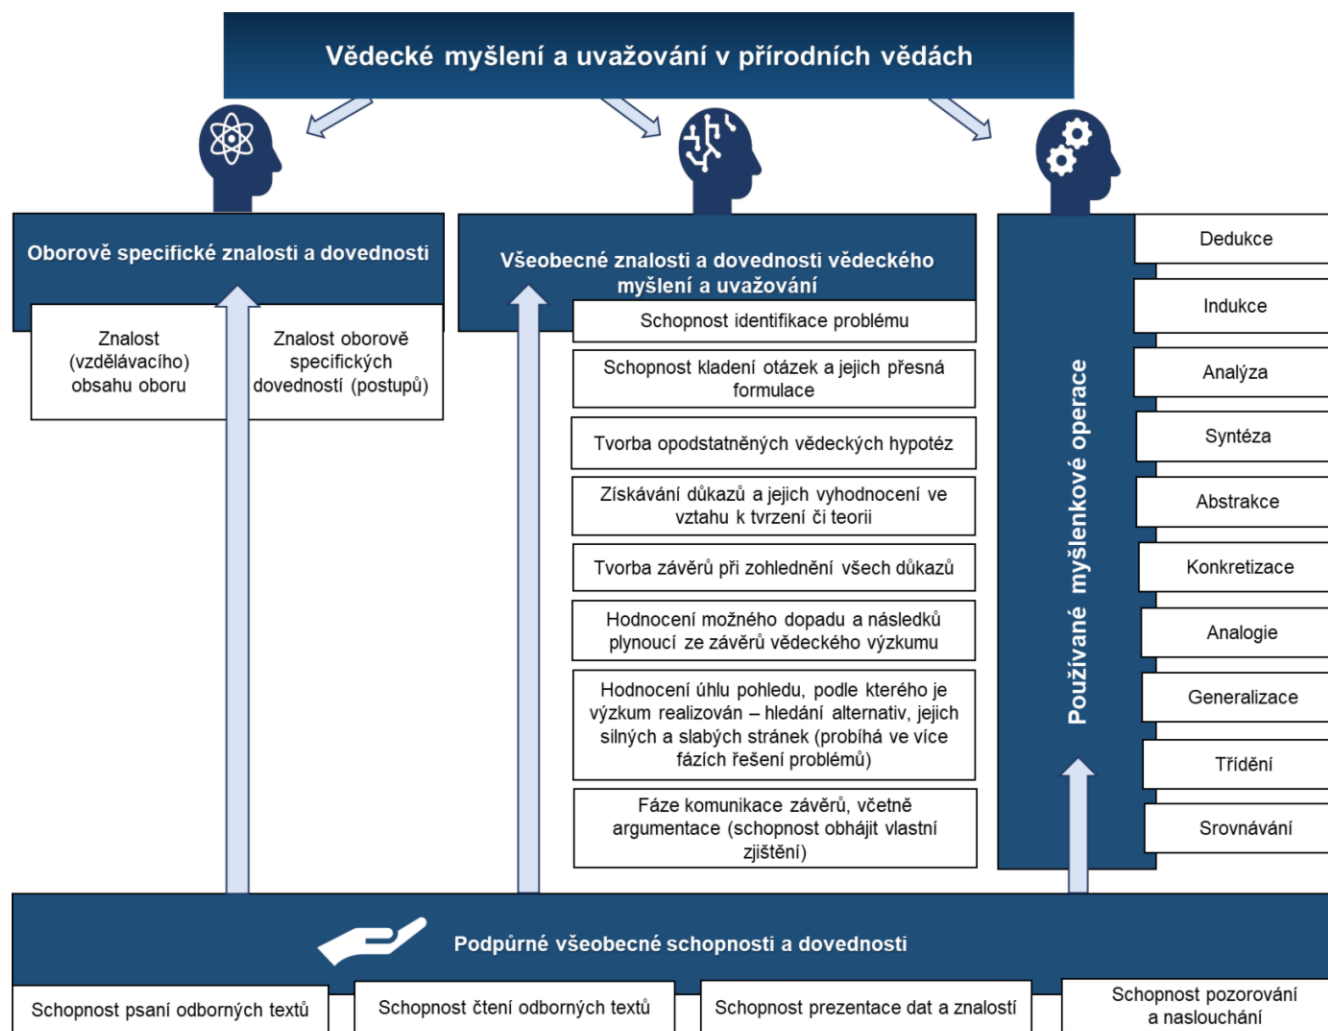 Vědecké myšlení a uvažování v přírodních vědách
Oborově specifické znalosti a dovednosti
Znalost
(vzdělávacího)
obsahu oboru
Znalost oborově
specifických
dovedností (postupů)
Všeobecné znalosti a dovednosti vědeckého
myšlení a uvažování
Schopnost identifikace problému
Schopnost kladení otázek a jejich přesná
formulace
Tvorba opodstatněných vědeckých hypotéz
Získávání důkazů a jejich vyhodnocení ve
vztahu k tvrzení či teorii
Tvorba závěrů při zohlednění všech důkazů
Hodnocení možného dopadu a následků
plynoucí ze závěrů vědeckého výzkumu
Hodnocení úhlu pohledu, podle kterého je
výzkum realizován – hledání alternativ, jejich
silných a slabých stránek (probíhá ve více
fázích řešení problémů)
Fáze komunikace závěrů, včetně
argumentace (schopnost obhájit vlastní
zjištění)
Používané myšlenkové operace
Dedukce
Indukce
Analýza
Syntéza
Abstrakce
Konkretizace
Analogie
Generalizace
Třídění
Srovnávání
Podpůrné všeobecné schopnosti a dovednosti
Schopnost psaní odborných textů
Schopnost čtení odborných textů
Schopnost prezentace dat a znalostí
Schopnost pozorování
a naslouchání